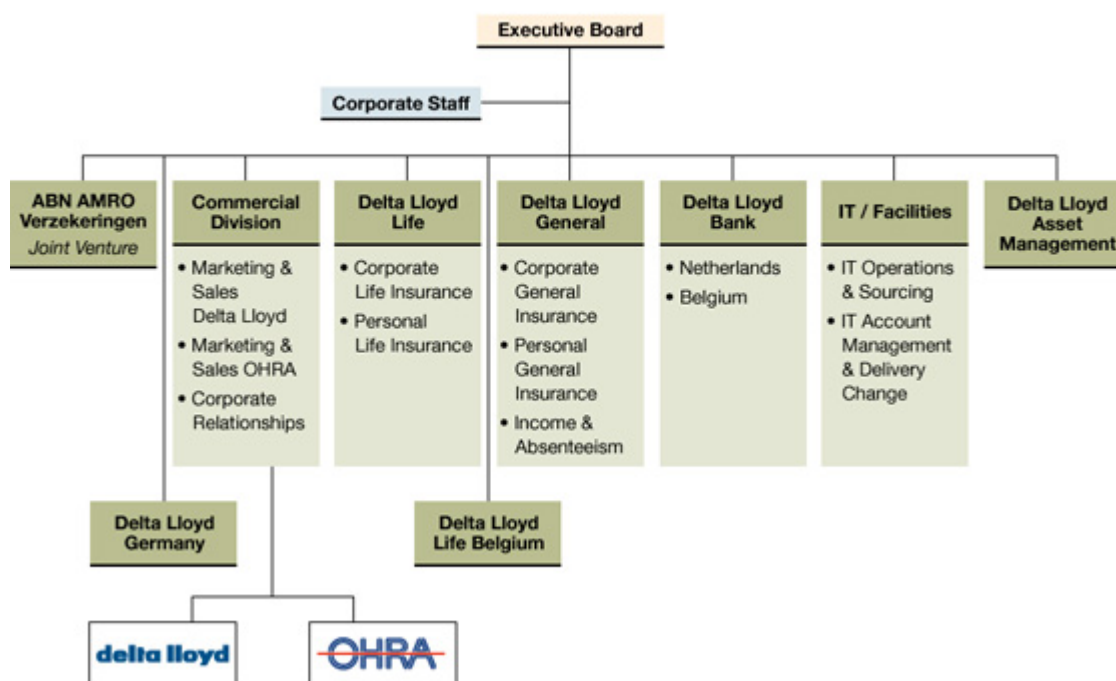 Executive Board
Corporate Staff
ABN AMRO
Verzekeringen
Joint Venture
Commercial
Division
• Marketing &
Sales
Delta Lloyd
• Marketing &
Sales OHRA
• Corporate
Relationships
Delta Lloyd
Life
• Corporate
Life Insurance
• Personal
Life Insurance
Delta Lloyd
General
• Corporate
General
Insurance
• Personal
General
Insurance
• Income &
Absenteeism
Delta Lloyd
Bank
• Netherlands
• Belgium
IT / Facilities
• IT Operations
& Sourcing
• IT Account
Management
& Delivery
Change
Delta Lloyd
Asset
Management
Delta Lloyd
Germany
Delta Lloyd
Life Belgium
delta lloyd
OHRA